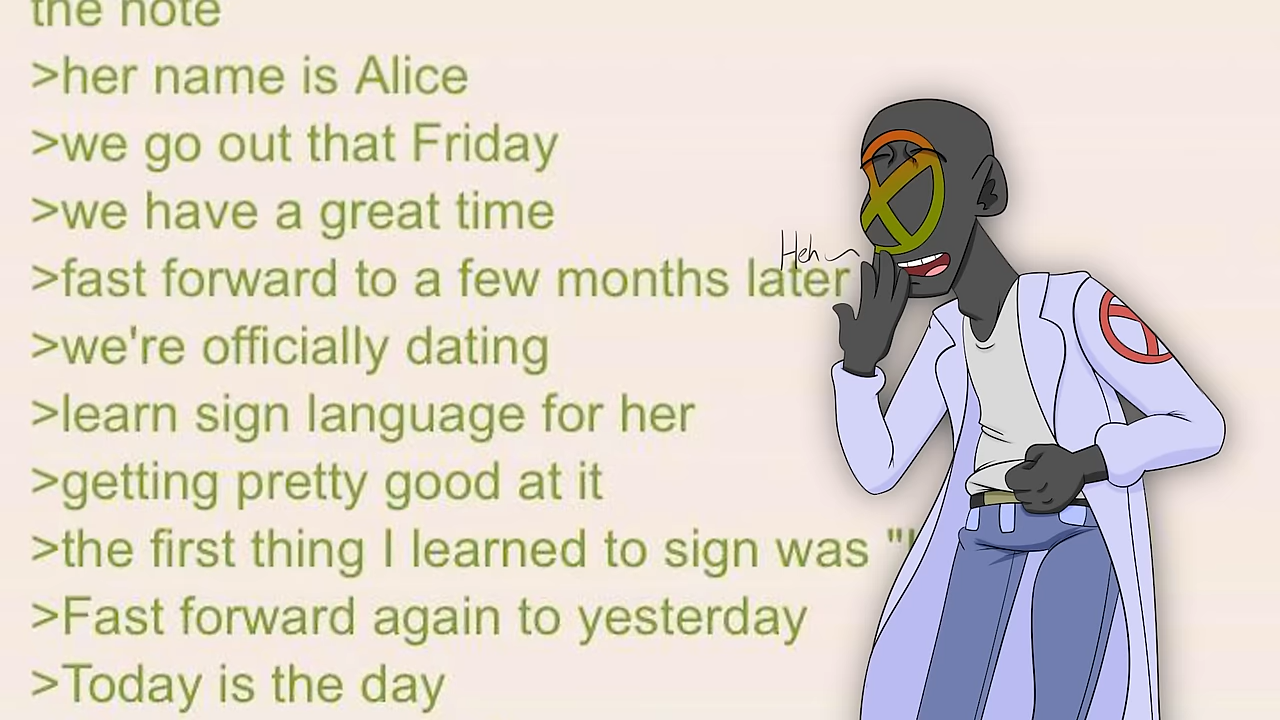 the note
>her name is Alice
>we go out that Friday
>we have a great time
Heh~
>fast forward to a few months later
>we're officially dating
>learn sign language for her
>getting pretty good at it
>the first thing I learned to sign was "I
>Fast forward again to yesterday
>Today is the day